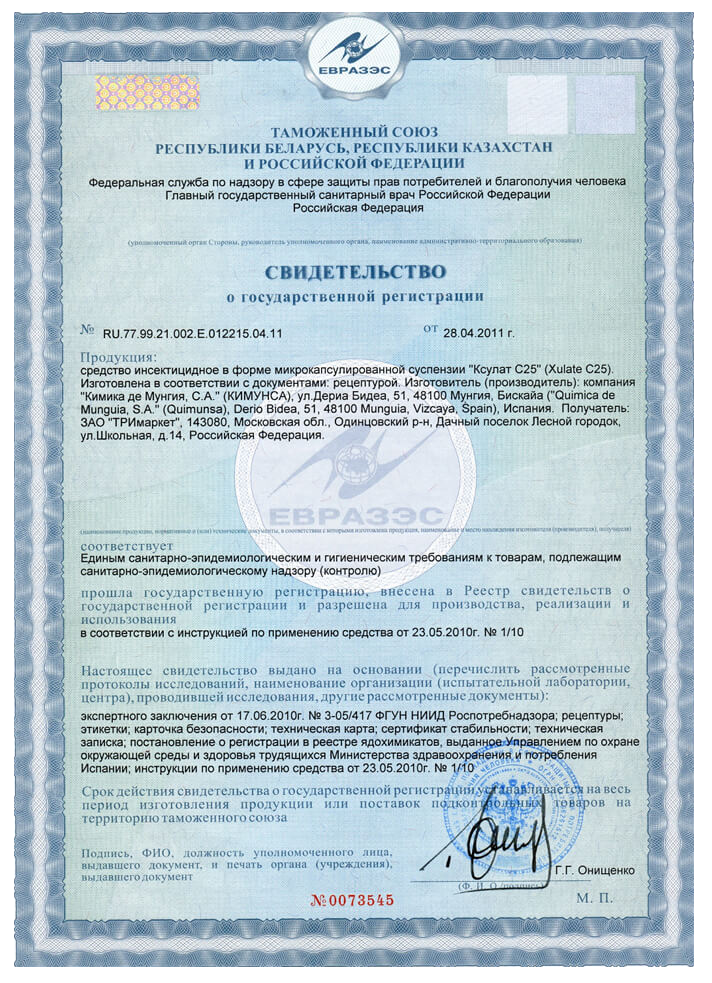 ЕВРАЗЭС
ТАМОЖЕННЫЙ СОЮЗ
РЕСПУБЛИКИ БЕЛАРУСЬ, РЕСПУБЛИКИ КАЗАХСТАН
И РОССИЙСКОЙ ФЕДЕРАЦИИ
Федеральная служба по надзору в сфере защиты прав потребителей и благополучия человека
Главный государственный санитарный врач Российской Федерации
Российская Федерация
(уполномоченный орган Стороны, руководитель уполномоченного органа, наименование административно-территориального образования)
СВИДЕТЕЛЬСТВО
о государственной регистрации
№ RU.77.99.21.002.Е.012215.04.11 от 28.04.2011 г.
Продукция:
средство инсектицидное в форме микрокапсулированной суспензии "Ксулат С25" (Xulate C25).
Изготовлена в соответствии с документами: рецептурой. Изготовитель (производитель): компания
"Кимика де Мунгия, С.А." (КИМУНСА), ул.Дериа Бидеа, 51, 48100 Мунгия, Бискайа ("Quimica de
Munguia, S.A." (Quimunsa), Derio Bidea, 51, 48100 Munguia, Vizcaya, Spain), Испания. Получатель:
ЗАО "ТРИмаркет", 143080, Московская обл., Одинцовский р-н, Дачный поселок Лесной городок,
ул.Школьная, д.14, Российская Федерация.
ЕВРАЗЭС
(наименование продукции, нормативные и (или) технические документы, в соответствии с которыми изготовлена продукция, наименование и место нахождения изготовителя (производителя), получателя)
соответствует
Единым санитарно-эпидемиологическим и гигиеническим требованиям к товарам, подлежащим
санитарно-эпидемиологическому надзору (контролю)
прошла государственную регистрацию, внесена в Реестр свидетельств о
государственной регистрации и разрешена для производства, реализации и
использования
в соответствии с инструкцией по применению средства от 23.05.2010г. № 1/10
Настоящее свидетельство выдано на основании (перечислить рассмотренные
протоколы исследований, наименование организации (испытательной лаборатории,
центра), проводившей исследования, другие рассмотренные документы):
экспертного заключения от 17.06.2010г. № 3-05/417 ФГУН НИИД Роспотребнадзора; рецептуры;
этикетки; карточка безопасности; техническая карта; сертификат стабильности; техническая
записка; постановление о регистрации в реестре ядохимикатов, выданное Управлением по охране
окружающей среды и здоровья трудящихся Министерства здравоохранения и потребления
Испании; инструкции по применению средства от 23.05.2010г. № 1/10
Срок действия свидетельства о государственной регистрации устанавливается на весь
период изготовления продукции или поставок подконтрольных товаров на
территорию таможенного союза
Подпись, ФИО, должность уполномоченного лица,
выдавшего документ, и печать органа (учреждения),
выдавшего документ
Г.Г. Онищенко
(Ф. И. О./подпись)
№0073545
М. П.